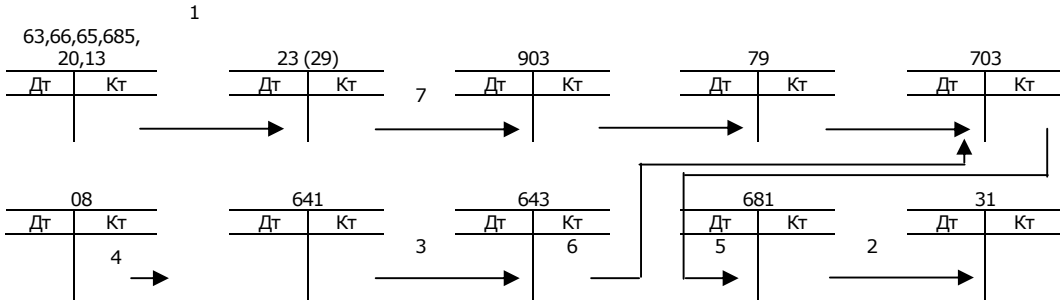 1
63,66,65,685,
20,13 23 (29) 903 79 703
Дт Кт Дт Кт Дт Кт Дт Кт Дт Кт
7
08 641 643 681 31
Дт Кт Дт Кт Дт Кт Дт Кт Дт Кт
4 3 6 5 2